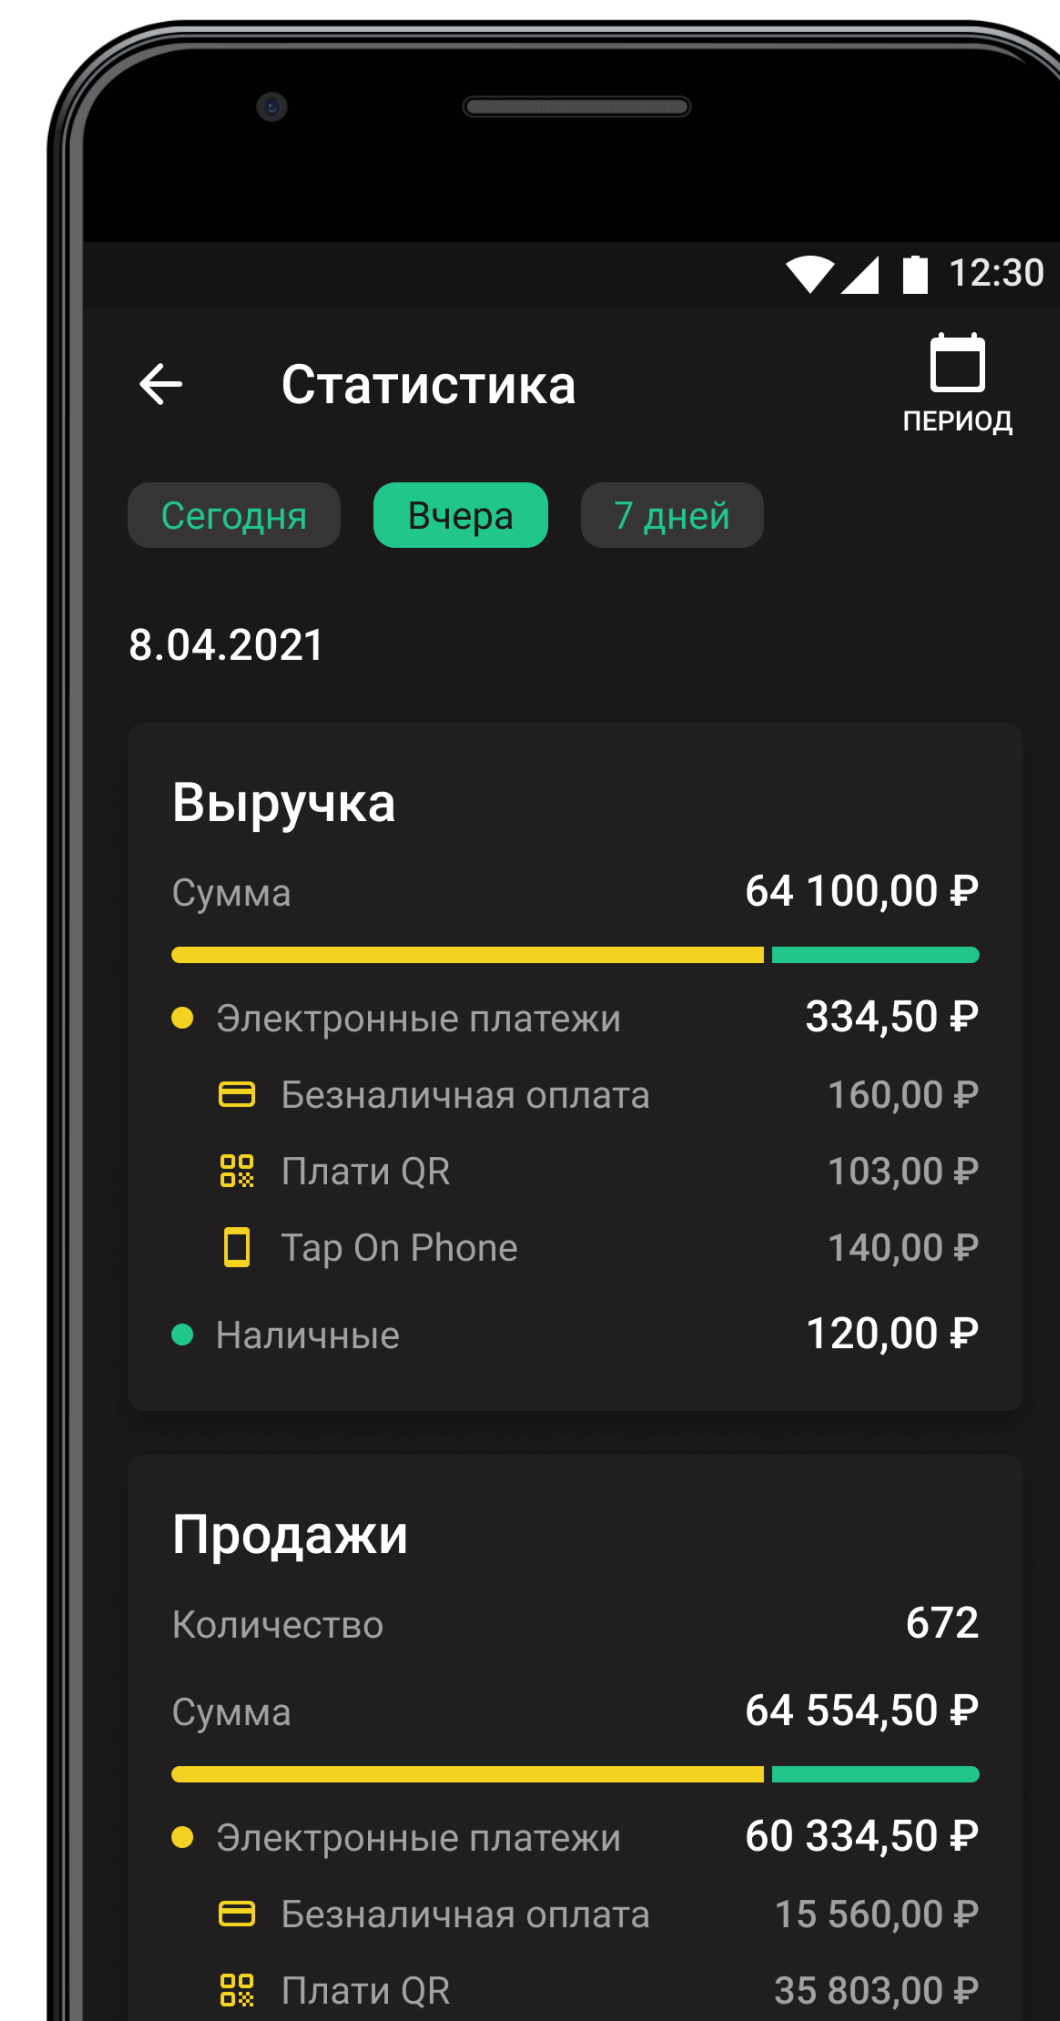 12:30
Статистика
ПЕРИОД
Сегодня Вчера 7 дней
8.04.2021
Выручка
Сумма 64 100,00 ₽
Электронные платежи 334,50 ₽
Безналичная оплата 160,00 ₽
Плати QR 103,00 ₽
Tap On Phone 140,00 ₽
Наличные 120,00 ₽
Продажи
Количество 672
Сумма 64 554,50 ₽
Электронные платежи 60 334,50 ₽
Безналичная оплата 15 560,00 ₽
Плати QR 35 803,00 ₽